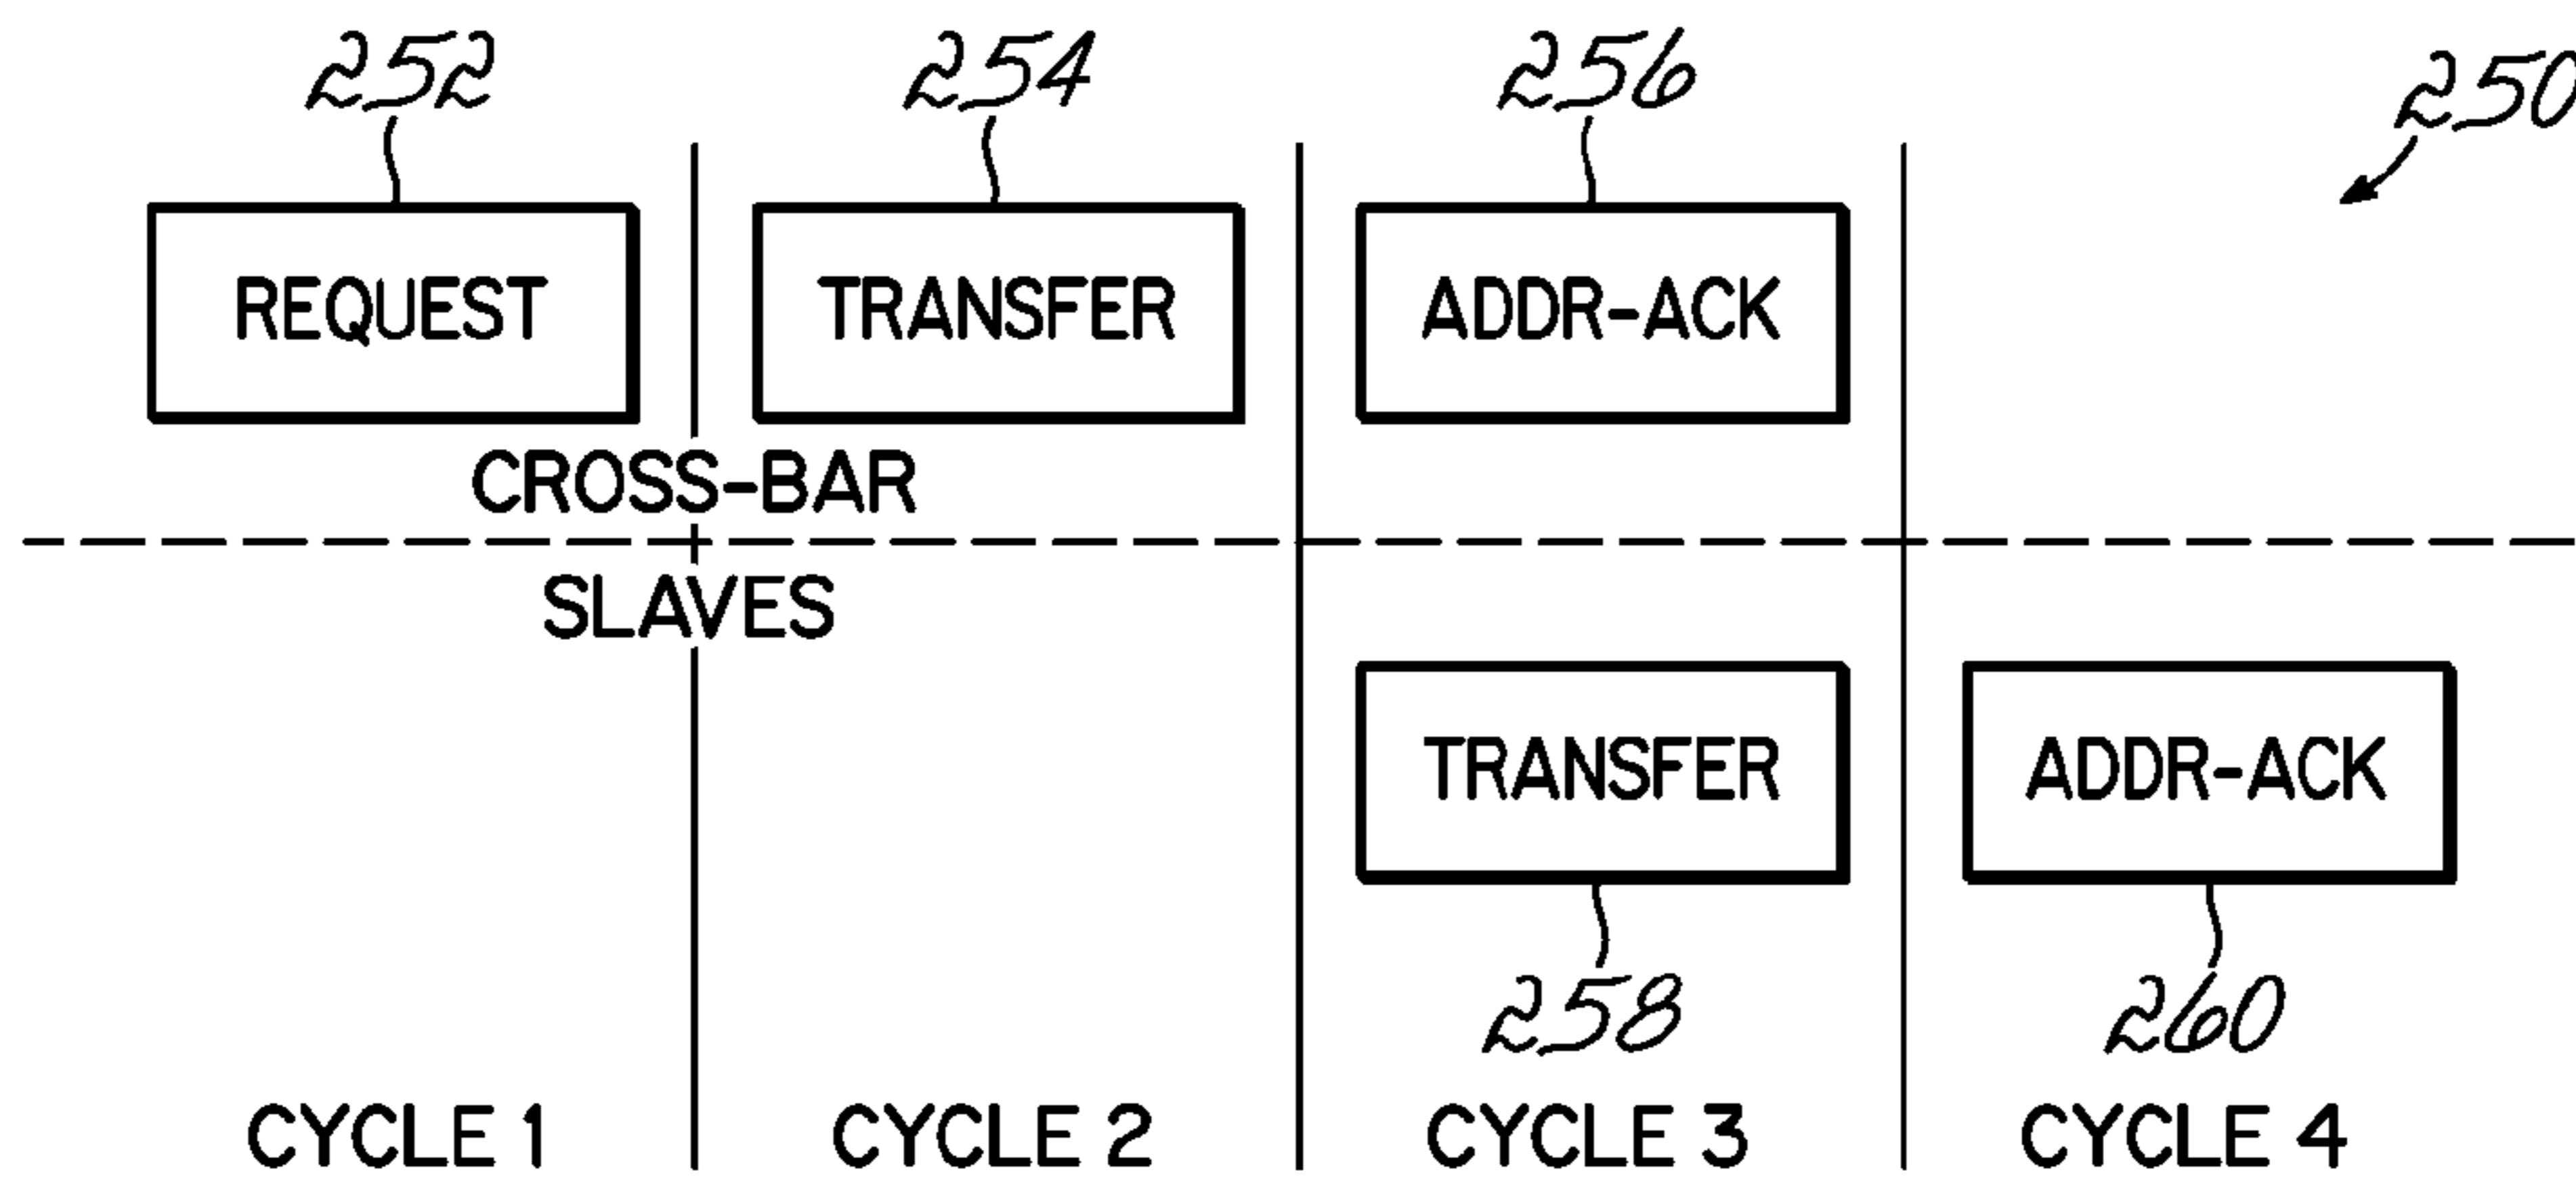 252 254 256 250
REQUEST TRANSFER ADDR-ACK
CROSS-BAR
SLAVES
TRANSFER ADDR-ACK
258 260
CYCLE 1 CYCLE 2 CYCLE 3 CYCLE 4